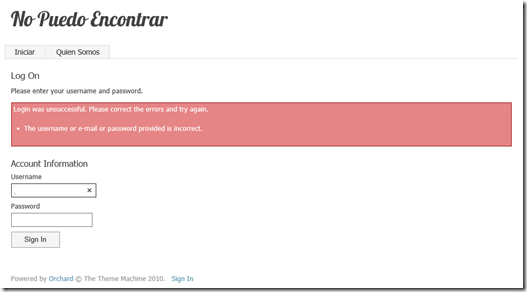 No Puedo Encontrar
Iniciar Quien Somos
Log On
Please enter your username and password.
Login was unsuccessful. Please correct the errors and try again.
• The username or e-mail or password provided is incorrect.
Account Information
Username
Password
Sign In
Powered by Orchard © The Theme Machine 2010. Sign In